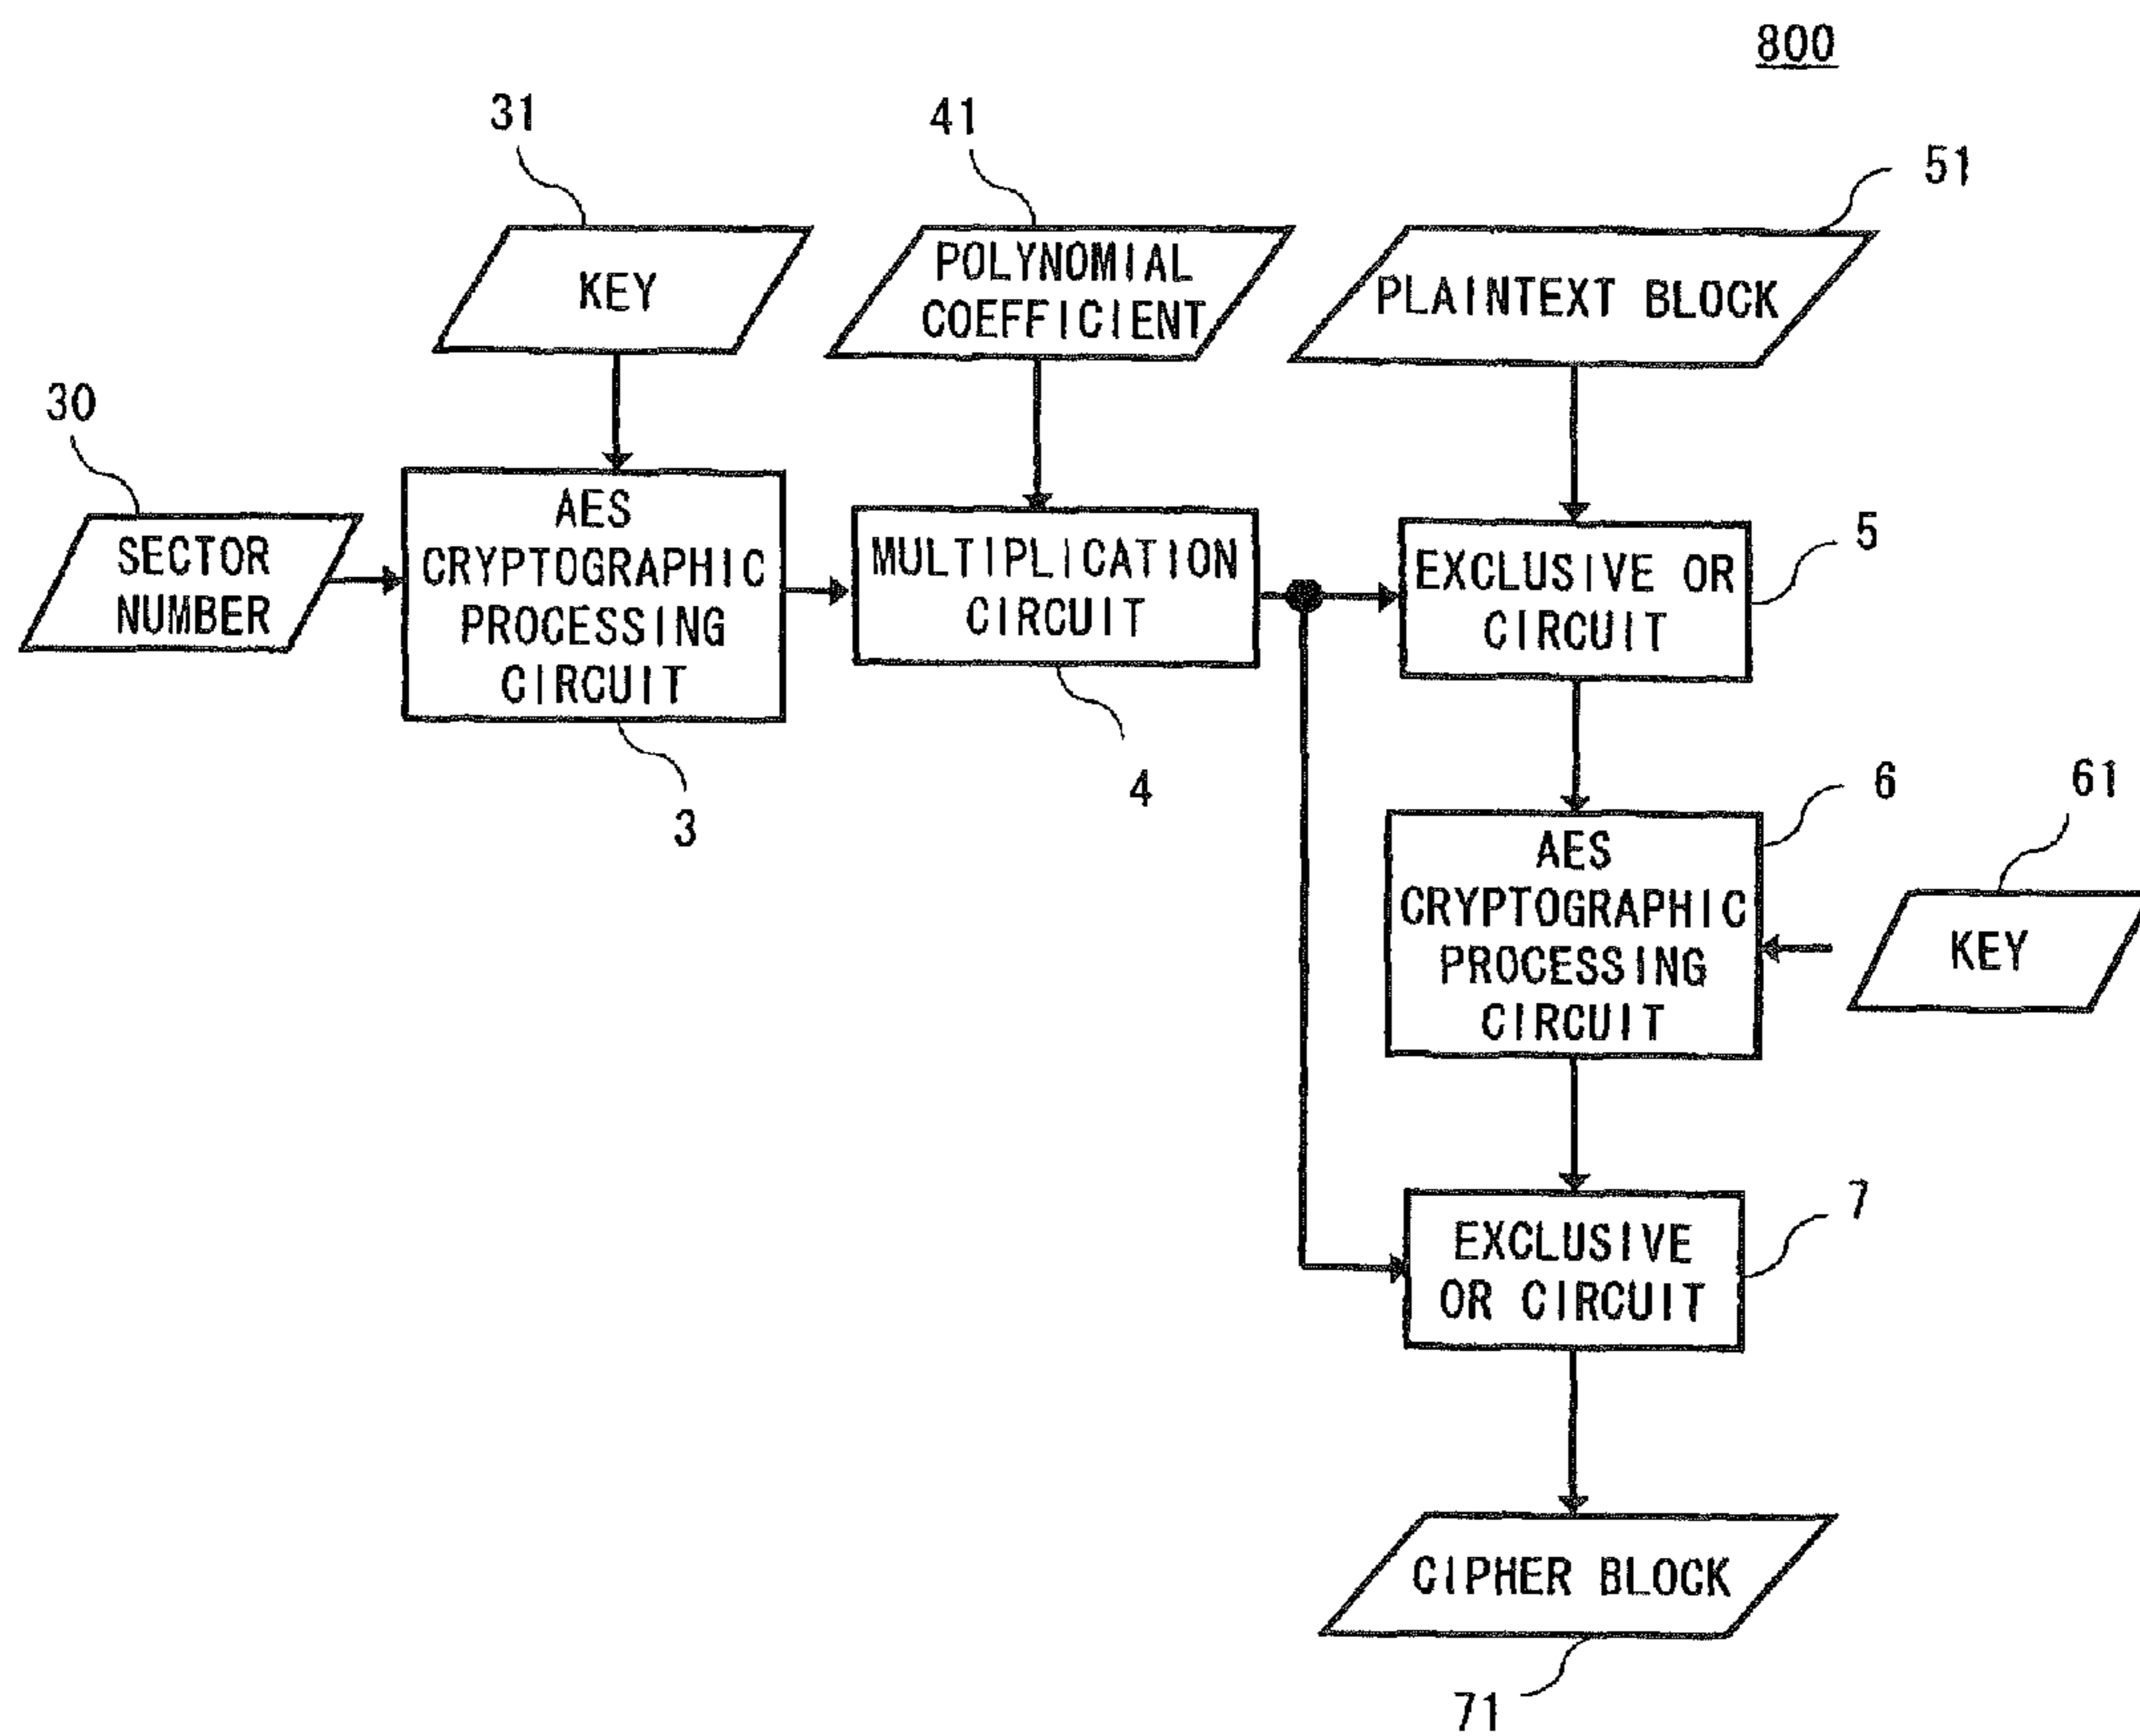 800
31
41
51
KEY
POLYNOMIAL
COEFFICIENT
PLAINTEXT BLOCK
30
SECTOR
NUMBER
AES
CRYPTOGRAPHIC
PROCESSING
CIRCUIT
3
MULTIPLICATION
CIRCUIT
4
EXCLUSIVE OR
CIRCUIT
5
AES
CRYPTOGRAPHIC
PROCESSING
CIRCUIT
6
61
KEY
EXCLUSIVE
OR CIRCUIT
7
CIPHER BLOCK
71